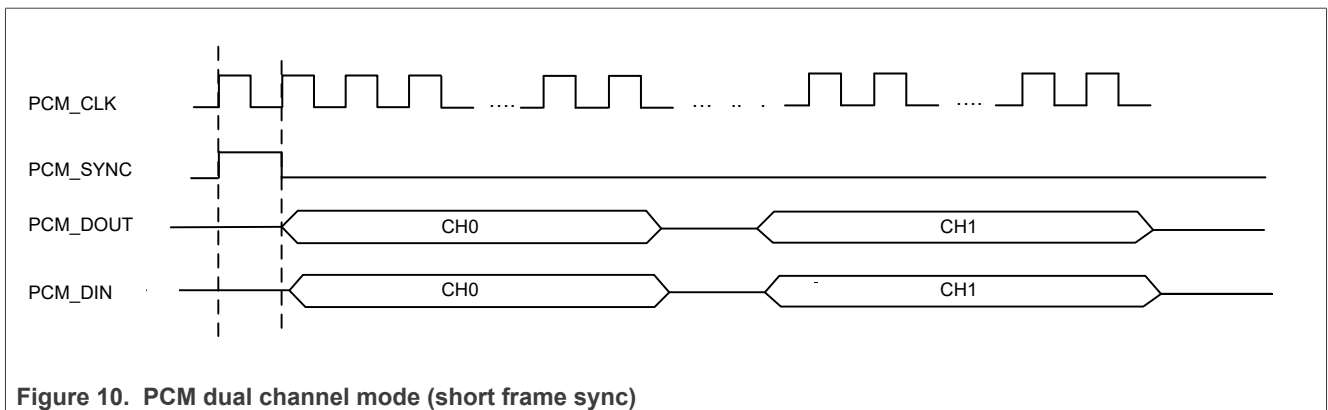 PCM_CLK
.... ... .. . ....
PCM_SYNC
PCM_DOUT CH0 CH1
PCM_DIN CH0 CH1
Figure 10. PCM dual channel mode (short frame sync)